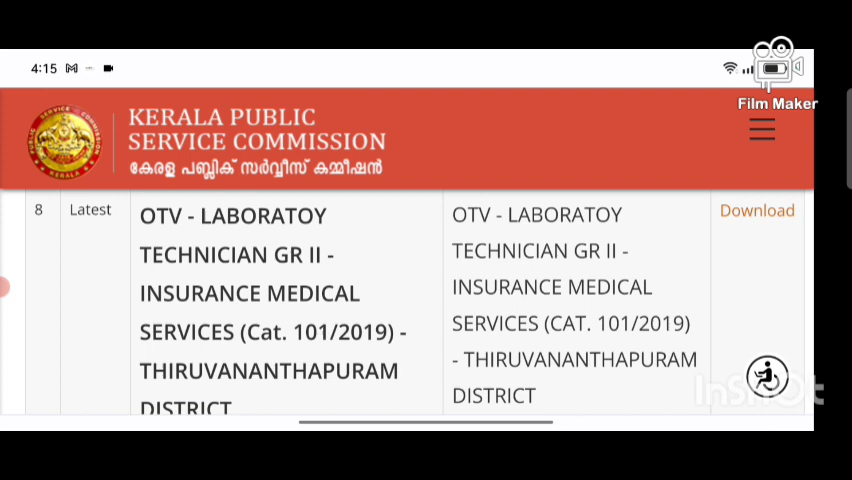 4:15
Film Maker
KERALA PUBLIC
SERVICE COMMISSION
കേരള പബ്ലിക് സർവ്വീസ് കമ്മീഷൻ
8
Latest
OTV - LABORATOY
TECHNICIAN GR II -
INSURANCE MEDICAL
SERVICES (Cat. 101/2019) -
THIRUVANANTHAPURAM
DISTRICT
OTV - LABORATOY
TECHNICIAN GR II -
INSURANCE MEDICAL
SERVICES (CAT. 101/2019)
- THIRUVANANTHAPURAM
DISTRICT
Download
InShOt